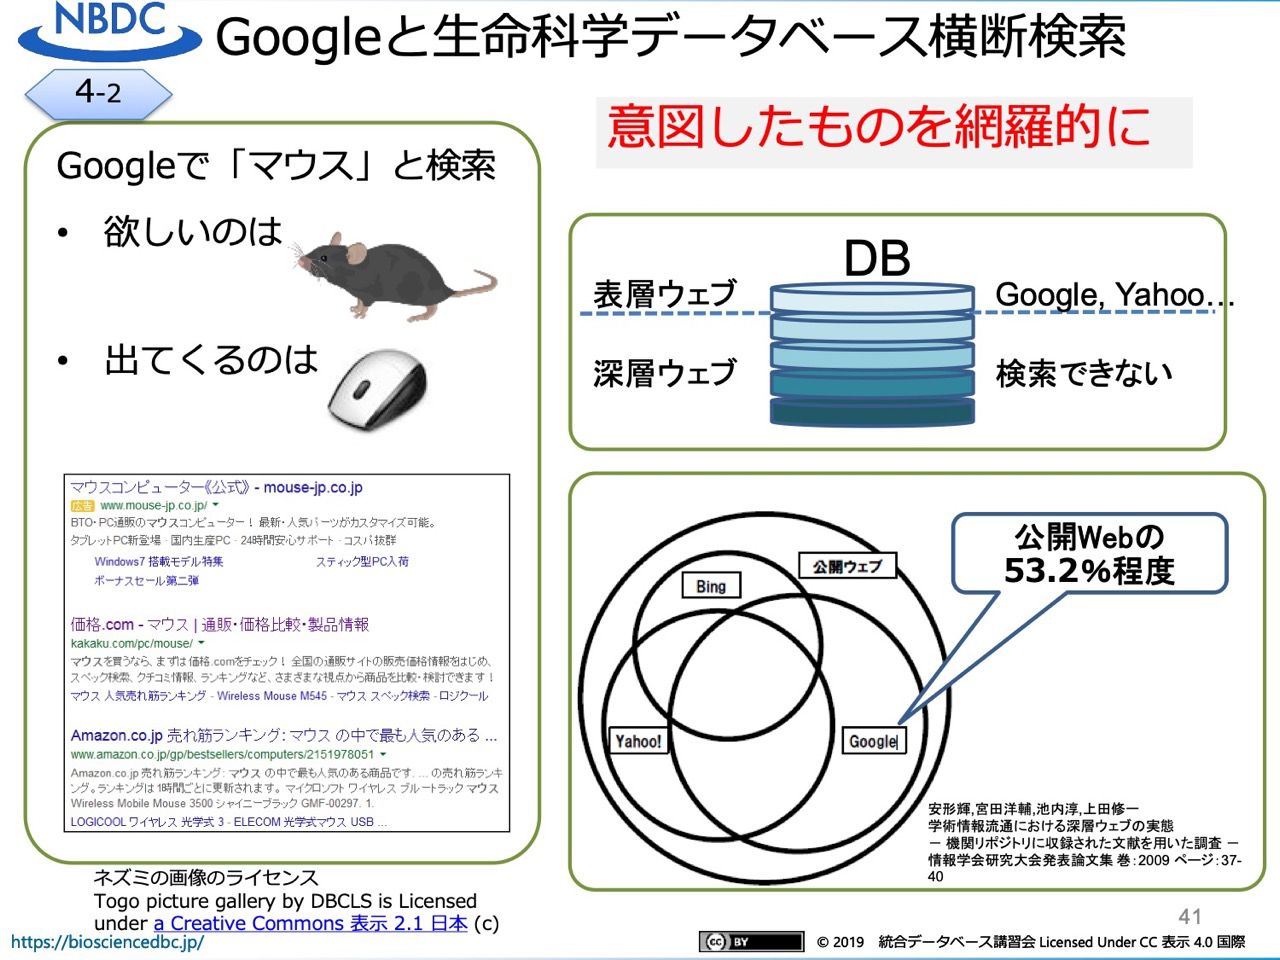 NBDC
Googleと生命科学データベース横断検索
4-2
意図したものを網羅的に
Googleで「マウス」と検索
• 欲しいのは
• 出てくるのは
マウスコンピューター《公式》 - mouse-jp.co.jp
広告 www.mouse-jp.co.jp/
BTO・PC通販のマウスコンピューター！ 最新・人気パーツがカスタマイズ可能。
タブレットPC新登場 - 国内生産PC - 24時間安心サポート - コスパ抜群
Windows7 搭載モデル特集 スティック型PC入荷
ボーナスセール第二弾
価格.com - マウス | 通販・価格比較・製品情報
kakaku.com/pc/mouse/
マウスを買うなら、まずは価格.comをチェック！ 全国の通販サイトの販売価格情報をはじめ、
スペック検索、クチコミ情報、ランキングなど、さまざまな視点から商品を比較・検討できます！
マウス 人気売れ筋ランキング - Wireless Mouse M545 - マウス スペック検索 - ロジクール
Amazon.co.jp 売れ筋ランキング: マウス の中で最も人気のある ...
www.amazon.co.jp/gp/bestsellers/computers/2151978051
Amazon.co.jp 売れ筋ランキング: マウス の中で最も人気のある商品です. ... の売れ筋ランキ
ング。ランキングは1時間ごとに更新されます。 マイクロソフト ワイヤレス ブルートラック マウス
Wireless Mobile Mouse 3500 シャイニーブラック GMF-00297. 1.
LOGICOOL ワイヤレス 光学式 3 - ELECOM 光学式マウス USB ...
ネズミの画像のライセンス
Togo picture gallery by DBCLS is Licensed
under a Creative Commons 表示 2.1 日本 (c)
https://biosciencedbc.jp/
DB
表層ウェブ
Google, Yahoo…
深層ウェブ
検索できない
公開Webの
53.2%程度
公開ウェブ
Bing
Yahoo!
Google
安形輝,宮田洋輔,池内淳,上田修一
学術情報流通における深層ウェブの実態
－ 機関リポジトリに収録された文献を用いた調査 －
情報学会研究大会発表論文集 巻：2009 ページ：37-
40
41
cc BY
© 2019 統合データベース講習会 Licensed Under CC 表示 4.0 国際